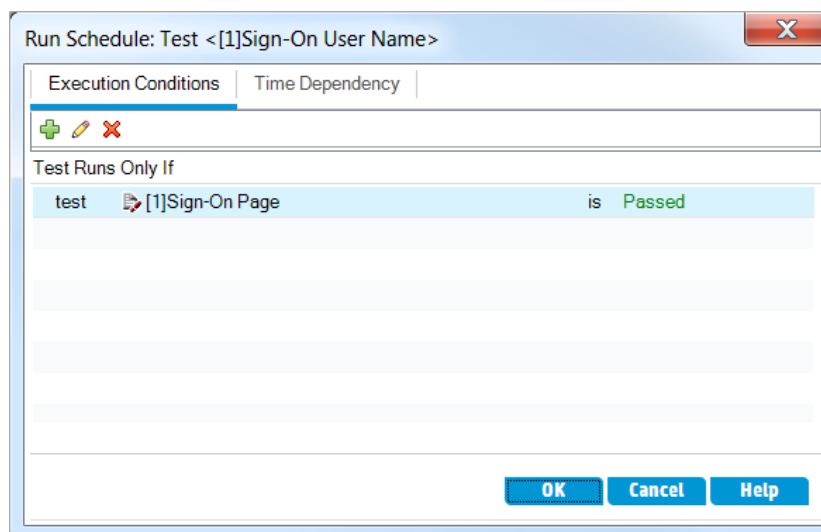 Run Schedule: Test <[1]Sign-On User Name>
Execution Conditions Time Dependency
Test Runs Only If
test [1]Sign-On Page is Passed
OK Cancel Help